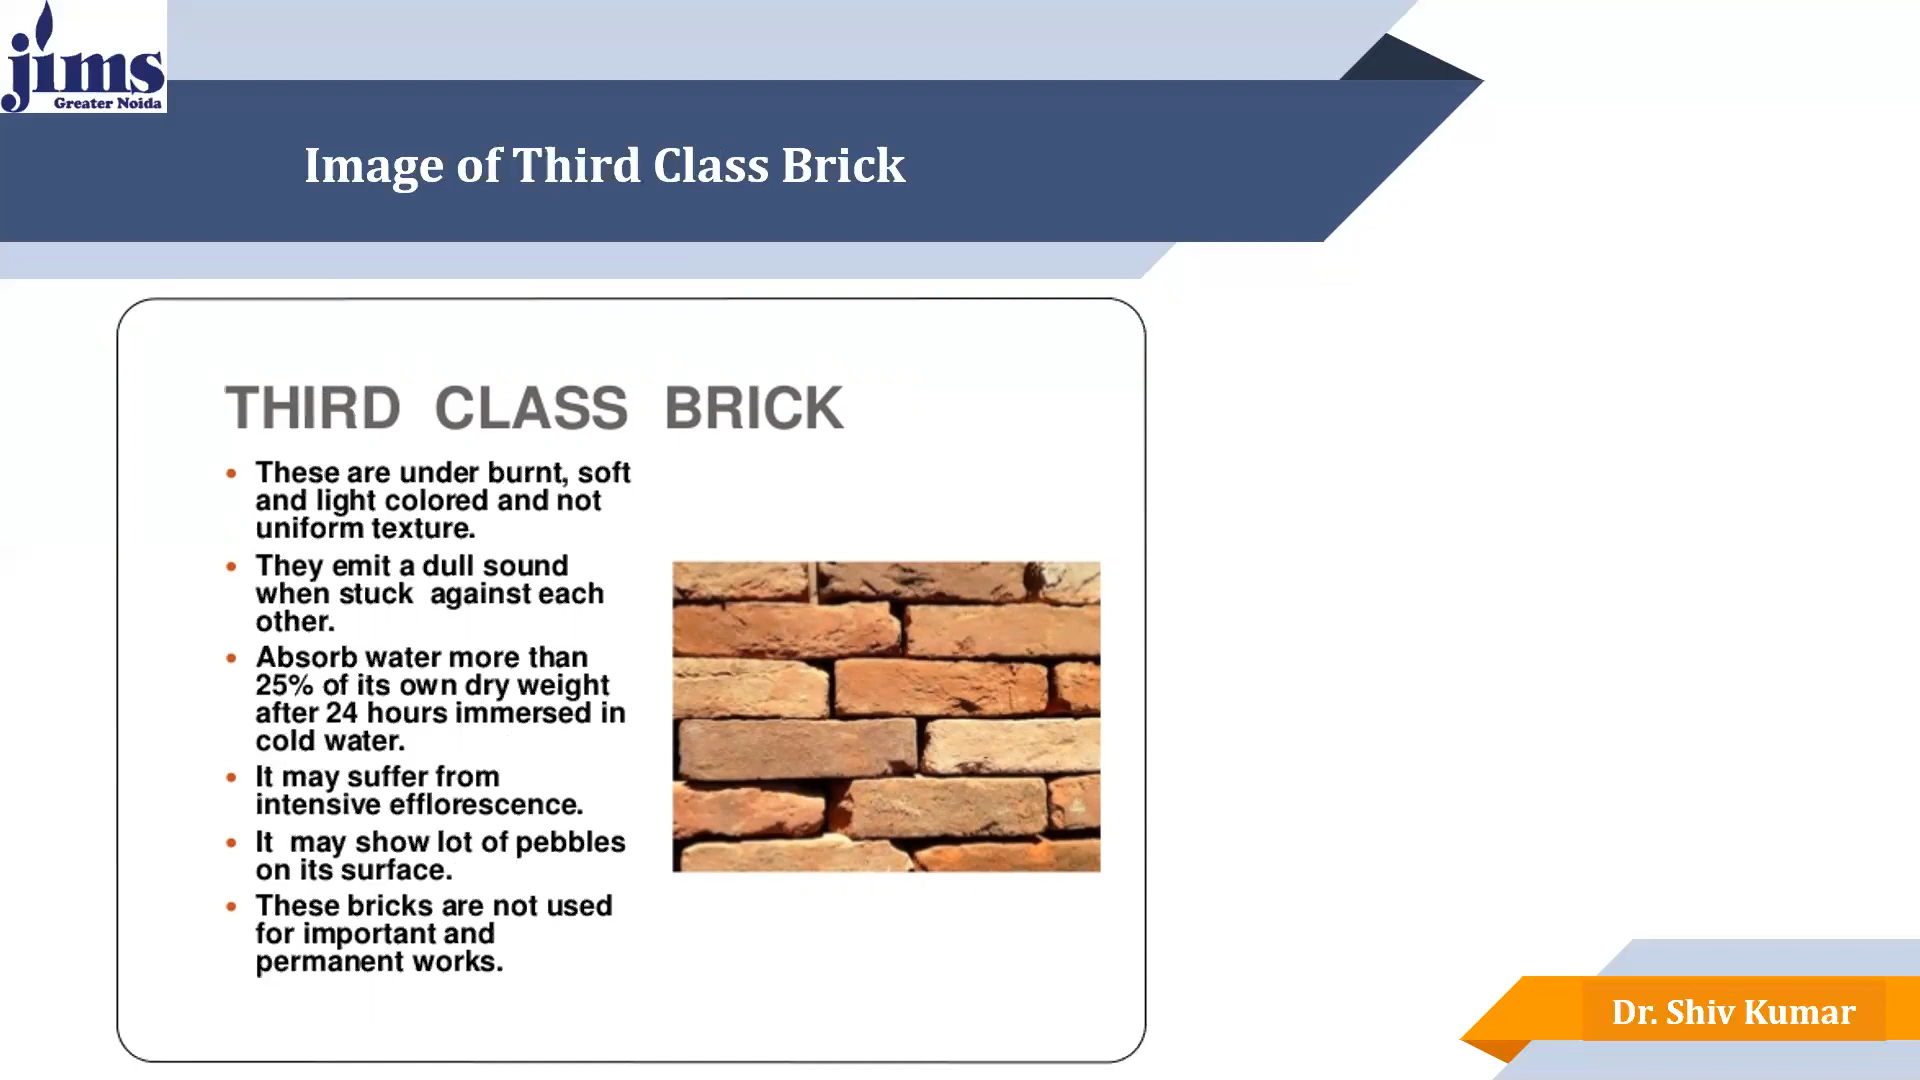 jims
Greater Noida
Image of Third Class Brick
THIRD CLASS BRICK
• These are under burnt, soft
and light colored and not
uniform texture.
• They emit a dull sound
when stuck against each
other.
• Absorb water more than
25% of its own dry weight
after 24 hours immersed in
cold water.
• It may suffer from
intensive efflorescence.
• It may show lot of pebbles
on its surface.
• These bricks are not used
for important and
permanent works.
Dr. Shiv Kumar